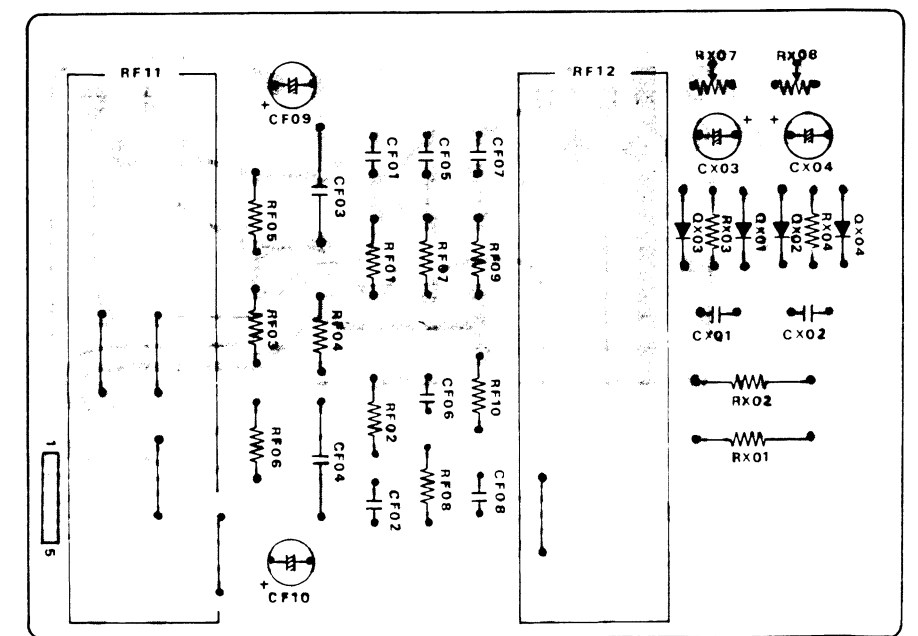 RX07
RX08
RF11
RF12
+
CF09
+
+
CX03
CX04
CF01
CF05
CF07
CF03
RF05
RF01
RF07
RF09
QX03
RX03
QX01
QX02
RX04
QX04
RF03
RF04
CX01
CX02
CF06
RF10
RX02
RF02
RF06
CF04
RX01
1
RF08
CF08
CF02
5
+
CF10